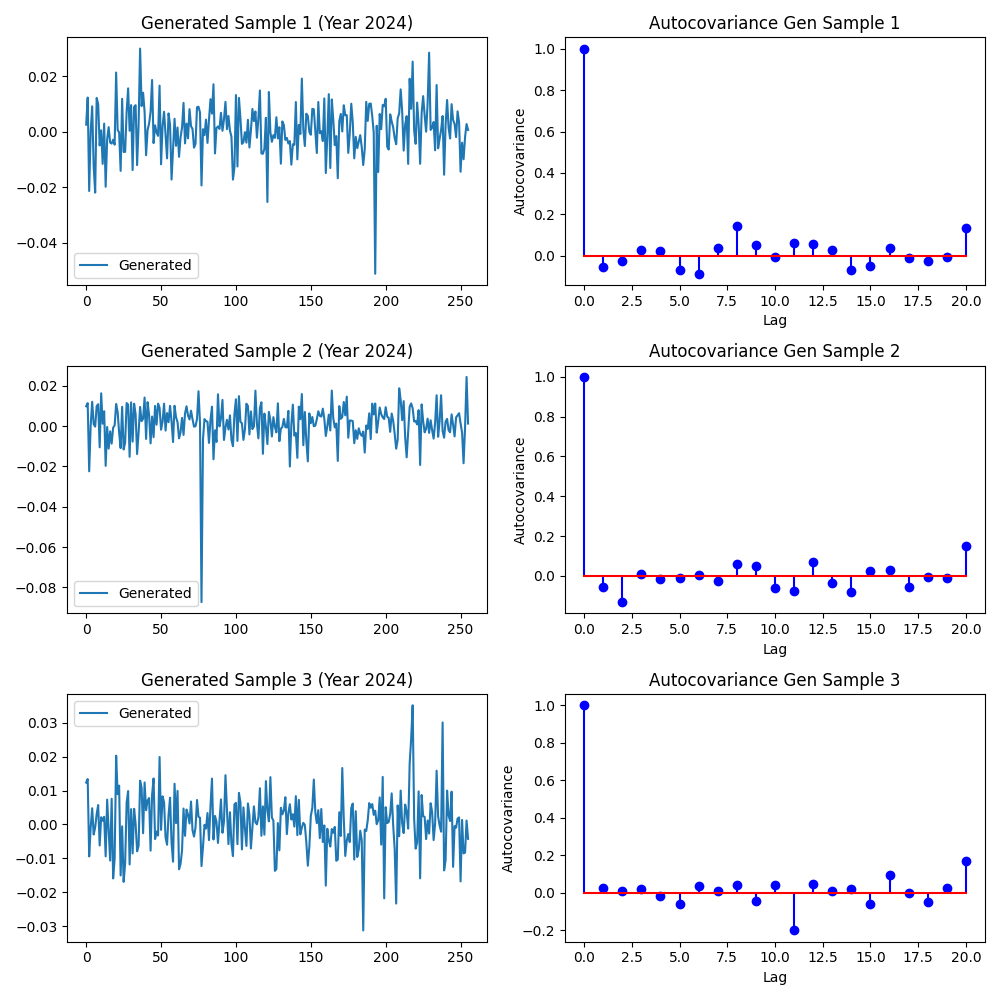 Generated Sample 1 (Year 2024)
0.02
0.00
−0.02
−0.04
Generated
0 50 100 150 200 250
Autocovariance Gen Sample 1
Autocovariance
1.0
0.8
0.6
0.4
0.2
0.0
0.0 2.5 5.0 7.5 10.0 12.5 15.0 17.5 20.0
Lag
Generated Sample 2 (Year 2024)
0.02
0.00
−0.02
−0.04
−0.06
−0.08
Generated
0 50 100 150 200 250
Autocovariance Gen Sample 2
Autocovariance
1.0
0.8
0.6
0.4
0.2
0.0
0.0 2.5 5.0 7.5 10.0 12.5 15.0 17.5 20.0
Lag
Generated Sample 3 (Year 2024)
Generated
0.03
0.02
0.01
0.00
−0.01
−0.02
−0.03
0 50 100 150 200 250
Autocovariance Gen Sample 3
Autocovariance
1.0
0.8
0.6
0.4
0.2
0.0
−0.2
0.0 2.5 5.0 7.5 10.0 12.5 15.0 17.5 20.0
Lag